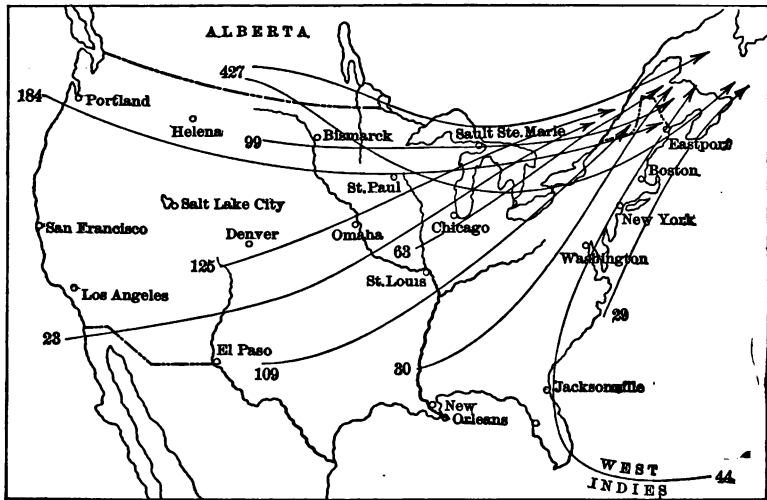 ALBERTA
427
184
Portland
Helena
99
Bismarck
Sault Ste. Marie
Eastport
St. Paul
Boston
Salt Lake City
New York
San Francisco
Denver
Omaha
63
Chicago
Washington
125
St. Louis
Los Angeles
29
23
El Paso
109
80
Jacksonville
New
Orleans
WEST
INDIES
44